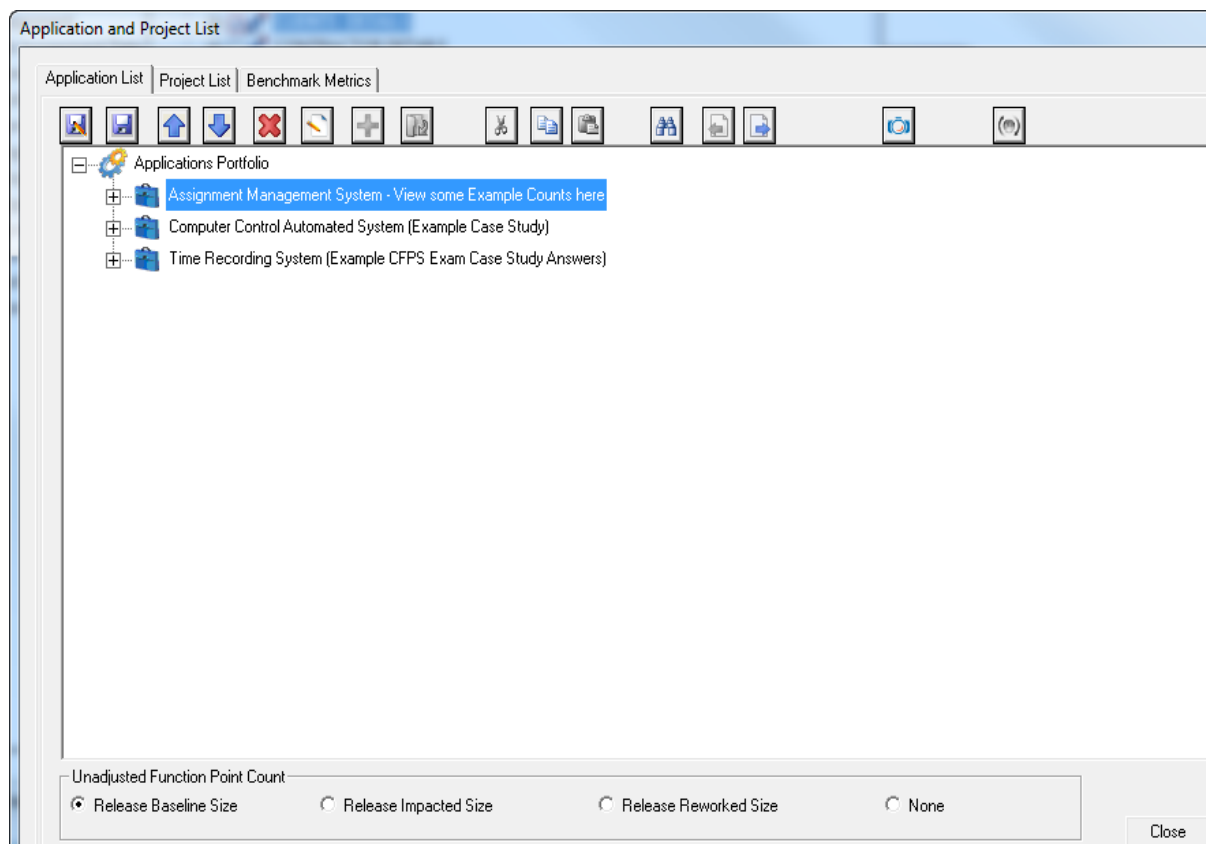 Application and Project List
Application List Project List Benchmark Metrics
Applications Portfolio
Assignment Management System - View some Example Counts here
Computer Control Automated System (Example Case Study)
Time Recording System (Example CFPS Exam Case Study Answers)
Unadjusted Function Point Count
Release Baseline Size Release Impacted Size Release Reworked Size None
Close